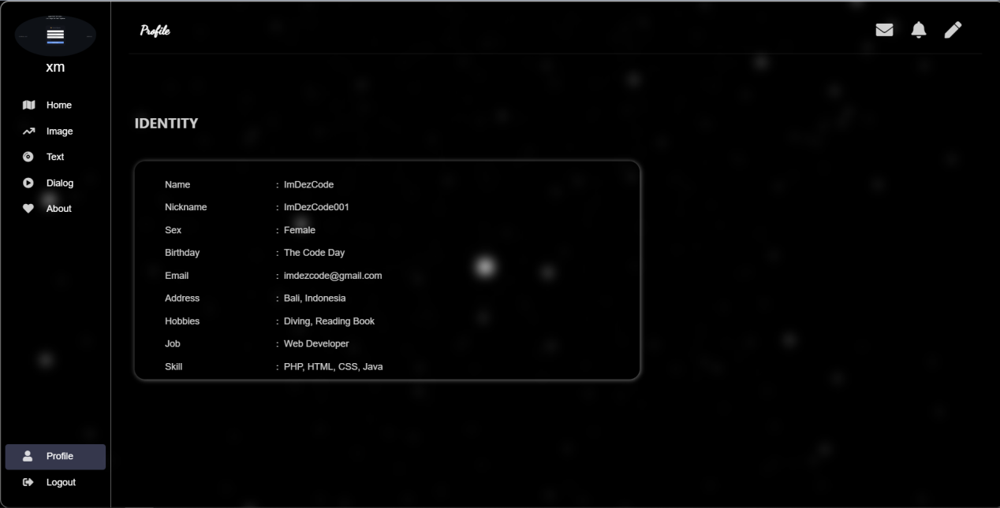 xm
Home
Image
Text
Dialog
About
Profile
Logout
Profile
IDENTITY
Name : ImDezCode
Nickname : ImDezCode001
Sex : Female
Birthday : The Code Day
Email : imdezcode@gmail.com
Address : Bali, Indonesia
Hobbies : Diving, Reading Book
Job : Web Developer
Skill : PHP, HTML, CSS, Java